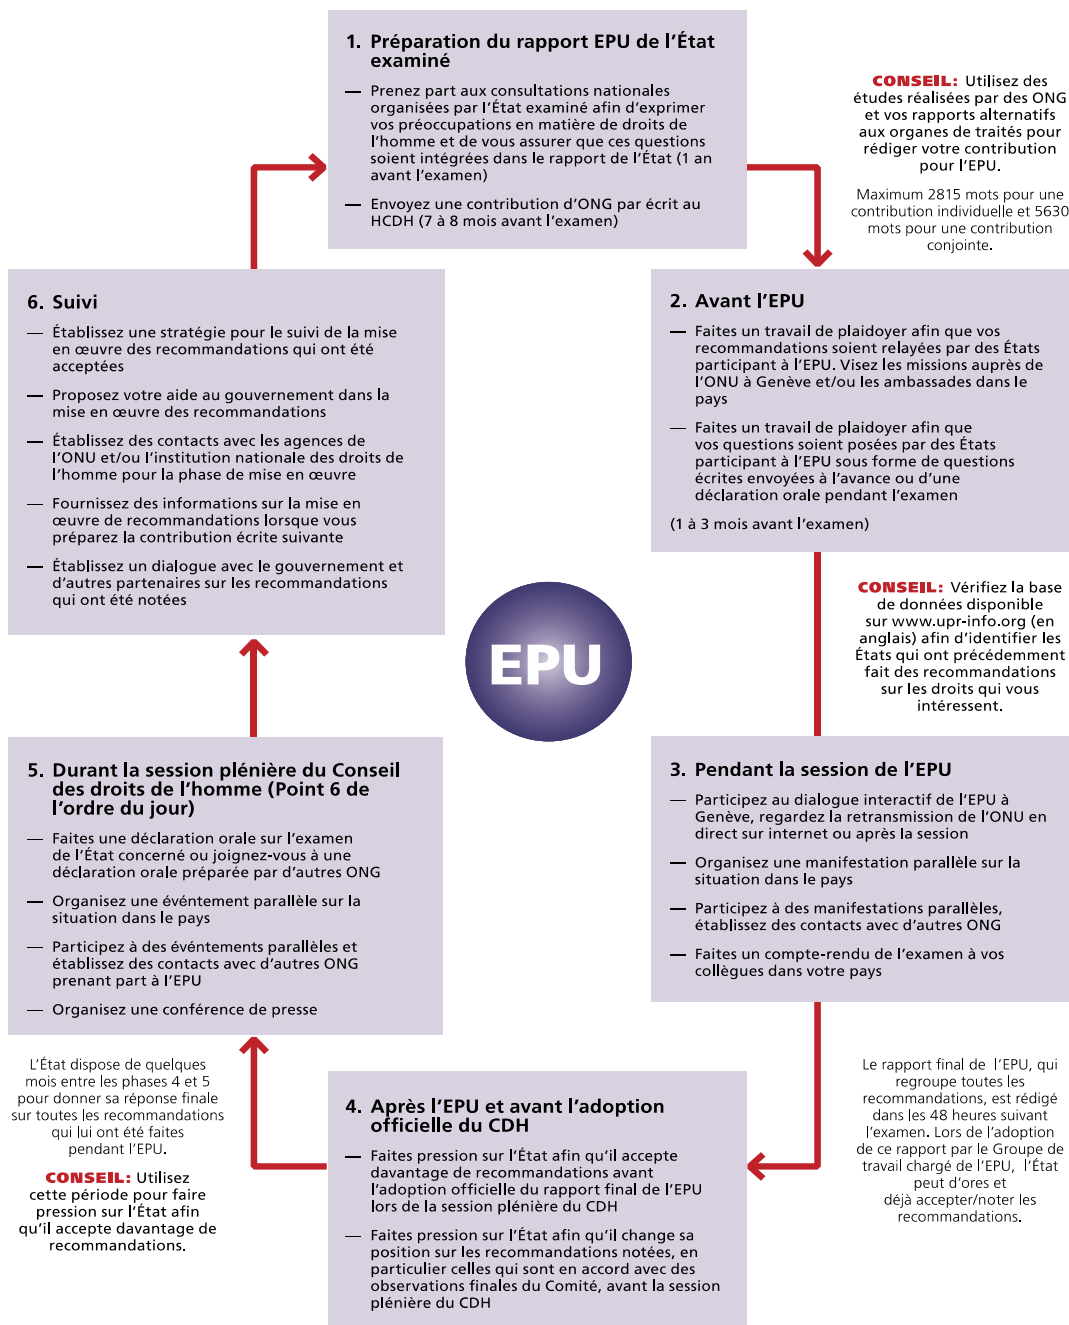 1. Préparation du rapport EPU de l'État
examiné
— Prenez part aux consultations nationales
organisées par l'État examiné afin d'exprimer
vos préoccupations en matière de droits de
l'homme et de vous assurer que ces questions
soient intégrées dans le rapport de l'État (1 an
avant l'examen)
— Envoyez une contribution d'ONG par écrit au
HCDH (7 à 8 mois avant l'examen)
CONSEIL: Utilisez des
études réalisées par des ONG
et vos rapports alternatifs
aux organes de traités pour
rédiger votre contribution
pour l'EPU.
Maximum 2815 mots pour une
contribution individuelle et 5630
mots pour une contribution
conjointe.
2. Avant l'EPU
— Faites un travail de plaidoyer afin que vos
recommandations soient relayées par des États
participant à l'EPU. Visez les missions auprès de
l'ONU à Genève et/ou les ambassades dans le
pays
— Faites un travail de plaidoyer afin que
vos questions soient posées par des États
participant à l'EPU sous forme de questions
écrites envoyées à l'avance ou d'une
déclaration orale pendant l'examen
(1 à 3 mois avant l'examen)
CONSEIL: Vérifiez la base
de données disponible
sur www.upr-info.org (en
anglais) afin d'identifier les
États qui ont précédemment
fait des recommandations
sur les droits qui vous
intéressent.
EPU
3. Pendant la session de l'EPU
— Participez au dialogue interactif de l'EPU à
Genève, regardez la retransmission de l'ONU en
direct sur internet ou après la session
— Organisez une manifestation parallèle sur la
situation dans le pays
— Participez à des manifestations parallèles,
établissez des contacts avec d'autres ONG
— Faites un compte-rendu de l'examen à vos
collègues dans votre pays
Le rapport final de l'EPU, qui
regroupe toutes les
recommandations, est rédigé
dans les 48 heures suivant
l'examen. Lors de l'adoption
de ce rapport par le Groupe de
travail chargé de l'EPU, l'État
peut d'ores et
déjà accepter/noter les
recommandations.
4. Après l'EPU et avant l'adoption
officielle du CDH
— Faites pression sur l'État afin qu'il accepte
davantage de recommandations avant
l'adoption officielle du rapport final de l'EPU
lors de la session plénière du CDH
— Faites pression sur l'État afin qu'il change sa
position sur les recommandations notées, en
particulier celles qui sont en accord avec des
observations finales du Comité, avant la session
plénière du CDH
L'État dispose de quelques
mois entre les phases 4 et 5
pour donner sa réponse finale
sur toutes les recommandations
qui lui ont été faites
pendant l'EPU.
CONSEIL: Utilisez
cette période pour faire
pression sur l'État afin
qu'il accepte davantage de
recommandations.
5. Durant la session plénière du Conseil
des droits de l'homme (Point 6 de
l'ordre du jour)
— Faites une déclaration orale sur l'examen
de l'État concerné ou joignez-vous à une
déclaration orale préparée par d'autres ONG
— Organisez une événtement parallèle sur la
situation dans le pays
— Participez à des événtements parallèles et
établissez des contacts avec d'autres ONG
prenant part à l'EPU
— Organisez une conférence de presse
6. Suivi
— Établissez une stratégie pour le suivi de la mise
en œuvre des recommandations qui ont été
acceptées
— Proposez votre aide au gouvernement dans la
mise en œuvre des recommandations
— Établissez des contacts avec les agences de
l'ONU et/ou l'institution nationale des droits de
l'homme pour la phase de mise en œuvre
— Fournissez des informations sur la mise en
œuvre de recommandations lorsque vous
préparez la contribution écrite suivante
— Établissez un dialogue avec le gouvernement et
d'autres partenaires sur les recommandations
qui ont été notées